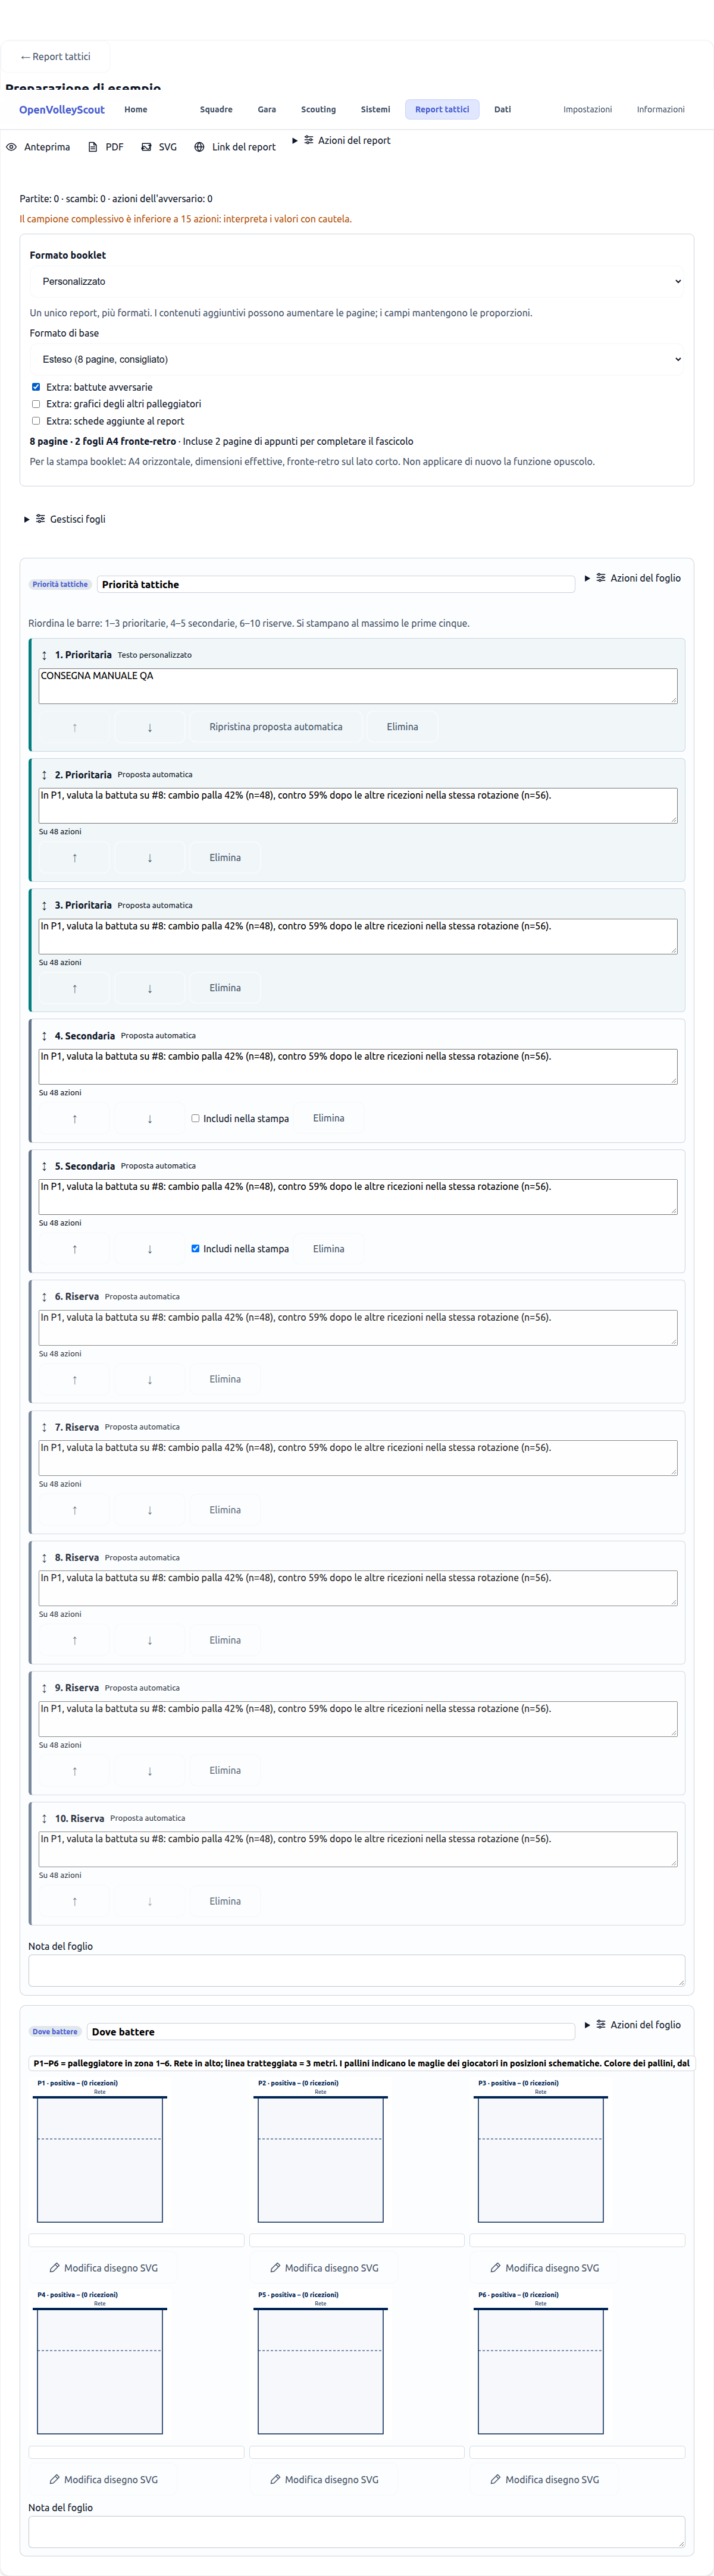 ← Report tattici
Preparazione di esempio
OpenVolleyScout Home Squadre Gara Scouting Sistemi Report tattici Dati Impostazioni Informazioni
Anteprima PDF SVG Link del report ▶ Azioni del report
Partite: 0 · scambi: 0 · azioni dell'avversario: 0
Il campione complessivo è inferiore a 15 azioni: interpreta i valori con cautela.
Formato booklet
Personalizzato
Un unico report, più formati. I contenuti aggiuntivi possono aumentare le pagine; i campi mantengono le proporzioni.
Formato di base
Esteso (8 pagine, consigliato)
Extra: battute avversarie
Extra: grafici degli altri palleggiatori
Extra: schede aggiunte al report
8 pagine · 2 fogli A4 fronte-retro · Incluse 2 pagine di appunti per completare il fascicolo
Per la stampa booklet: A4 orizzontale, dimensioni effettive, fronte-retro sul lato corto. Non applicare di nuovo la funzione opuscolo.
▶ Gestisci fogli
Priorità tattiche Priorità tattiche ▶ Azioni del foglio
Riordina le barre: 1–3 prioritarie, 4–5 secondarie, 6–10 riserve. Si stampano al massimo le prime cinque.
↕ 1. Prioritaria Testo personalizzato
CONSEGNA MANUALE QA
↑ ↓ Ripristina proposta automatica Elimina
↕ 2. Prioritaria Proposta automatica
In P1, valuta la battuta su #8: cambio palla 42% (n=48), contro 59% dopo le altre ricezioni nella stessa rotazione (n=56).
Su 48 azioni
↑ ↓ Elimina
↕ 3. Prioritaria Proposta automatica
In P1, valuta la battuta su #8: cambio palla 42% (n=48), contro 59% dopo le altre ricezioni nella stessa rotazione (n=56).
Su 48 azioni
↑ ↓ Elimina
↕ 4. Secondaria Proposta automatica
In P1, valuta la battuta su #8: cambio palla 42% (n=48), contro 59% dopo le altre ricezioni nella stessa rotazione (n=56).
Su 48 azioni
↑ ↓ Includi nella stampa Elimina
↕ 5. Secondaria Proposta automatica
In P1, valuta la battuta su #8: cambio palla 42% (n=48), contro 59% dopo le altre ricezioni nella stessa rotazione (n=56).
Su 48 azioni
↑ ↓ Includi nella stampa Elimina
↕ 6. Riserva Proposta automatica
In P1, valuta la battuta su #8: cambio palla 42% (n=48), contro 59% dopo le altre ricezioni nella stessa rotazione (n=56).
Su 48 azioni
↑ ↓ Elimina
↕ 7. Riserva Proposta automatica
In P1, valuta la battuta su #8: cambio palla 42% (n=48), contro 59% dopo le altre ricezioni nella stessa rotazione (n=56).
Su 48 azioni
↑ ↓ Elimina
↕ 8. Riserva Proposta automatica
In P1, valuta la battuta su #8: cambio palla 42% (n=48), contro 59% dopo le altre ricezioni nella stessa rotazione (n=56).
Su 48 azioni
↑ ↓ Elimina
↕ 9. Riserva Proposta automatica
In P1, valuta la battuta su #8: cambio palla 42% (n=48), contro 59% dopo le altre ricezioni nella stessa rotazione (n=56).
Su 48 azioni
↑ ↓ Elimina
↕ 10. Riserva Proposta automatica
In P1, valuta la battuta su #8: cambio palla 42% (n=48), contro 59% dopo le altre ricezioni nella stessa rotazione (n=56).
Su 48 azioni
↑ ↓ Elimina
Nota del foglio
Dove battere Dove battere ▶ Azioni del foglio
P1–P6 = palleggiatore in zona 1–6. Rete in alto; linea tratteggiata = 3 metri. I pallini indicano le maglie dei giocatori in posizioni schematiche. Colore dei pallini, dal
P1 · positiva – (0 ricezioni) P2 · positiva – (0 ricezioni) P3 · positiva – (0 ricezioni)
Rete Rete Rete
Modifica disegno SVG Modifica disegno SVG Modifica disegno SVG
P4 · positiva – (0 ricezioni) P5 · positiva – (0 ricezioni) P6 · positiva – (0 ricezioni)
Rete Rete Rete
Modifica disegno SVG Modifica disegno SVG Modifica disegno SVG
Nota del foglio